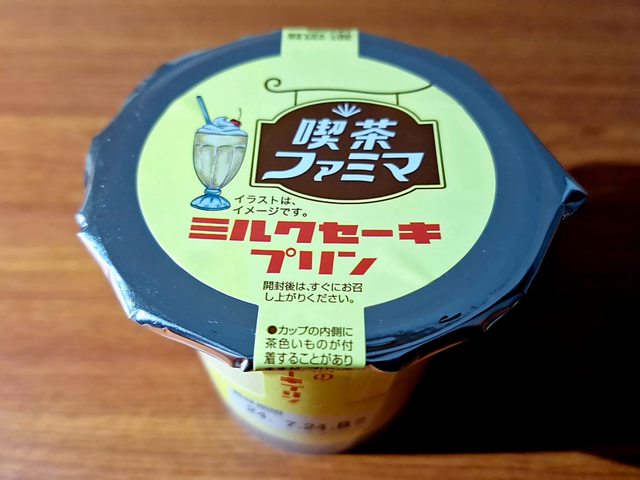 喫茶
ファミマ
イラストは、
イメージです。
ミルクセーキ
プリン
開封後は、すぐにお召
し上がりください。
●カップの内側に
茶色いものが付
着することがあり
24. 7.24